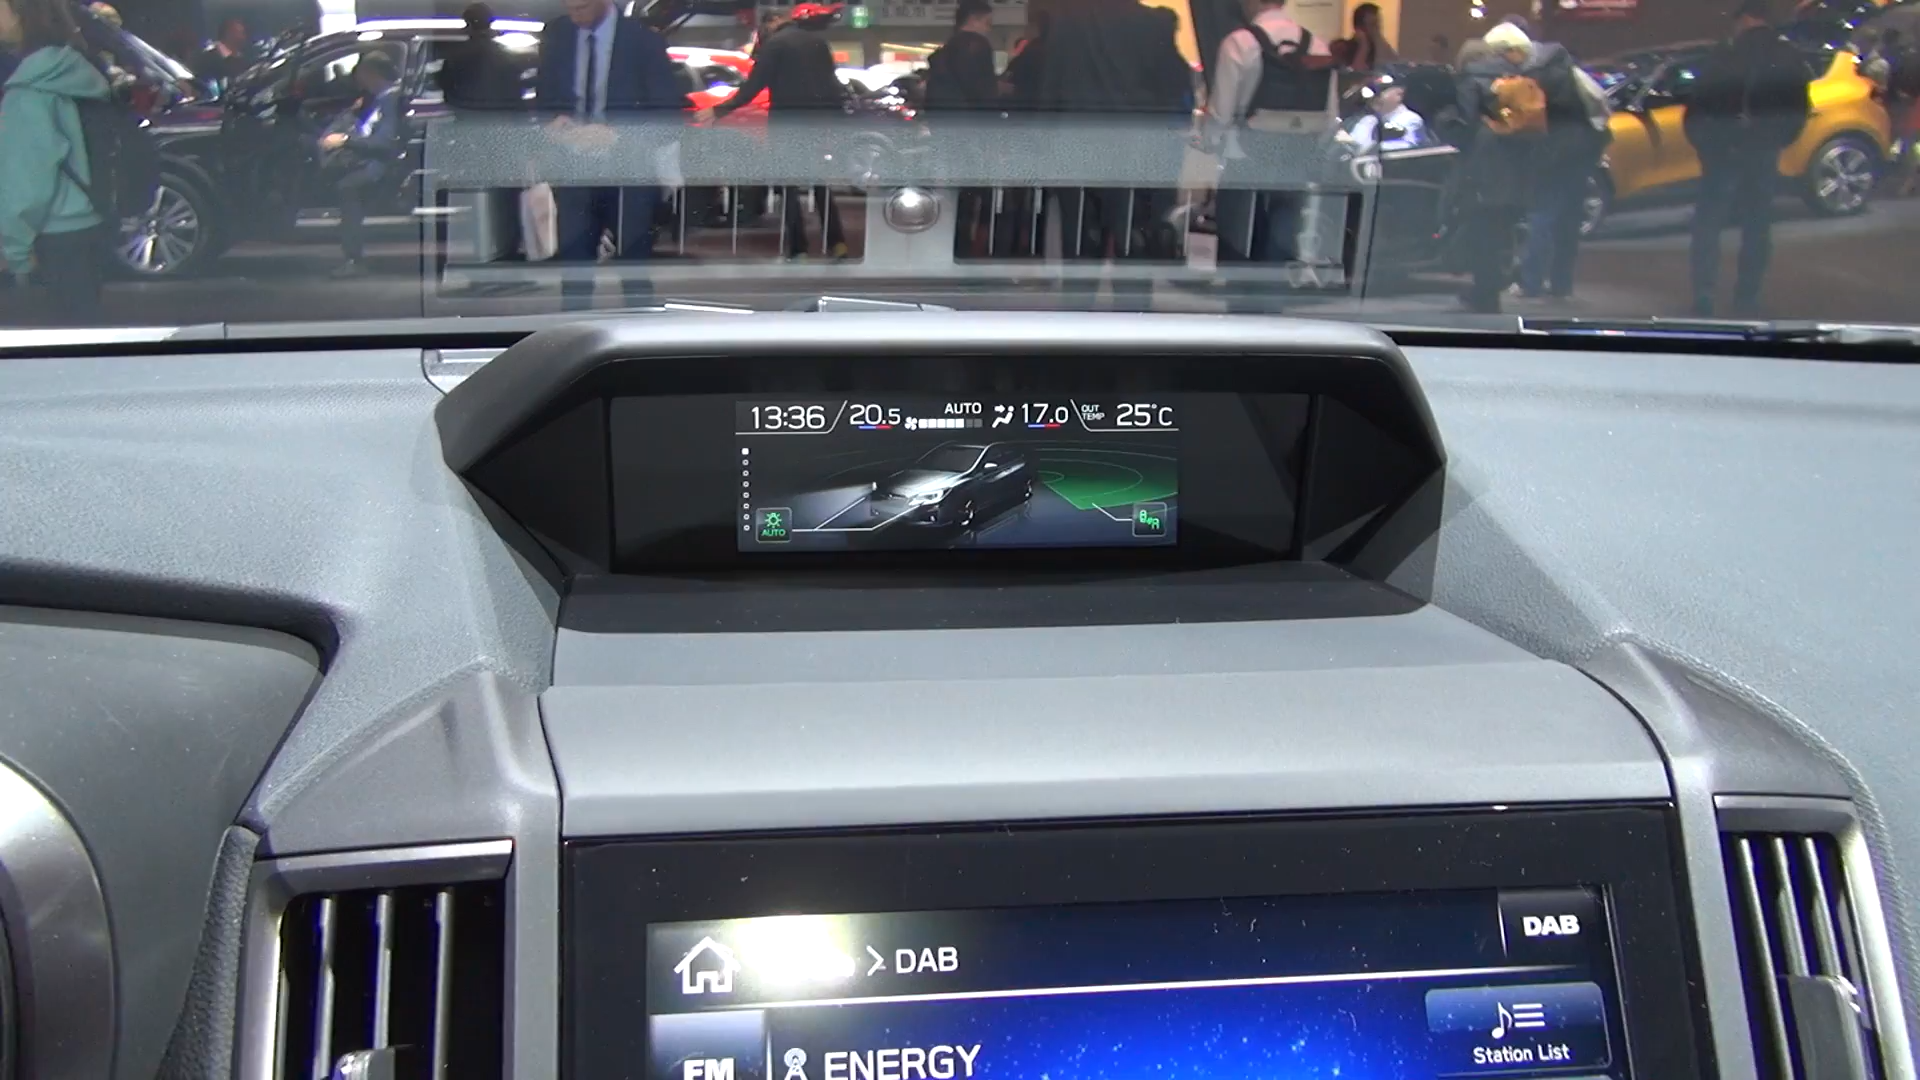 13:36 20.5 AUTO 17.0 OUT TEMP 25°C
AUTO
DAB
DAB
Station List
FM ENERGY